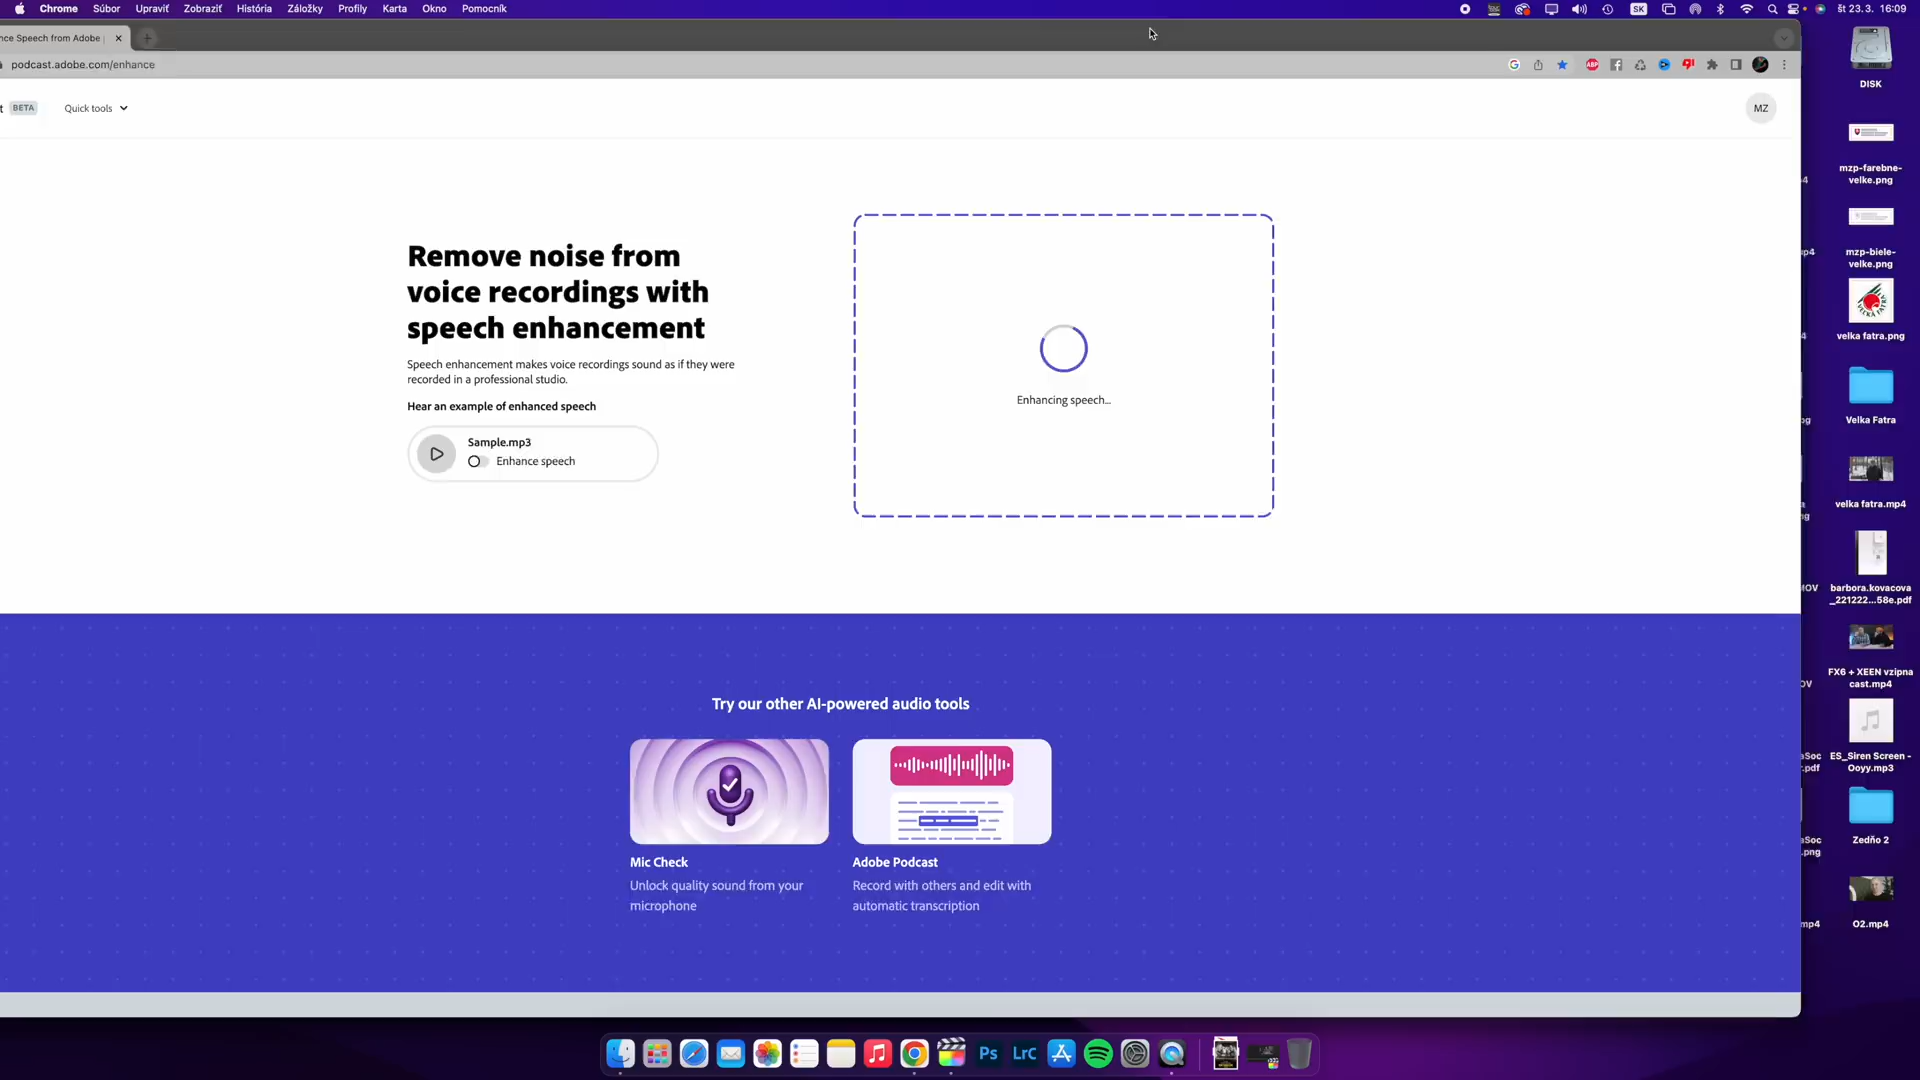 Chrome Súbor Upraviť Zobraziť História Záložky Profily Karta Okno Pomocník
SK
št 23.3. 16:09
nce Speech from Adobe
podcast.adobe.com/enhance
ABP
t BETA
Quick tools
MZ
Remove noise from
voice recordings with
speech enhancement
Speech enhancement makes voice recordings sound as if they were
recorded in a professional studio.
Hear an example of enhanced speech
Sample.mp3
Enhance speech
Enhancing speech...
Try our other AI-powered audio tools
Mic Check
Unlock quality sound from your
microphone
Adobe Podcast
Record with others and edit with
automatic transcription
DISK
mzp-farebne-
velke.png
mzp-biele-
velke.png
VELKA FATRA
velka fatra.png
Velka Fatra
velka fatra.mp4
barbora.kovacova
_221222...58e.pdf
FX6 + XEEN vzipna
cast.mp4
ES_Siren Screen -
Ooyy.mp3
Zedňo 2
O2.mp4
Ps
LrC